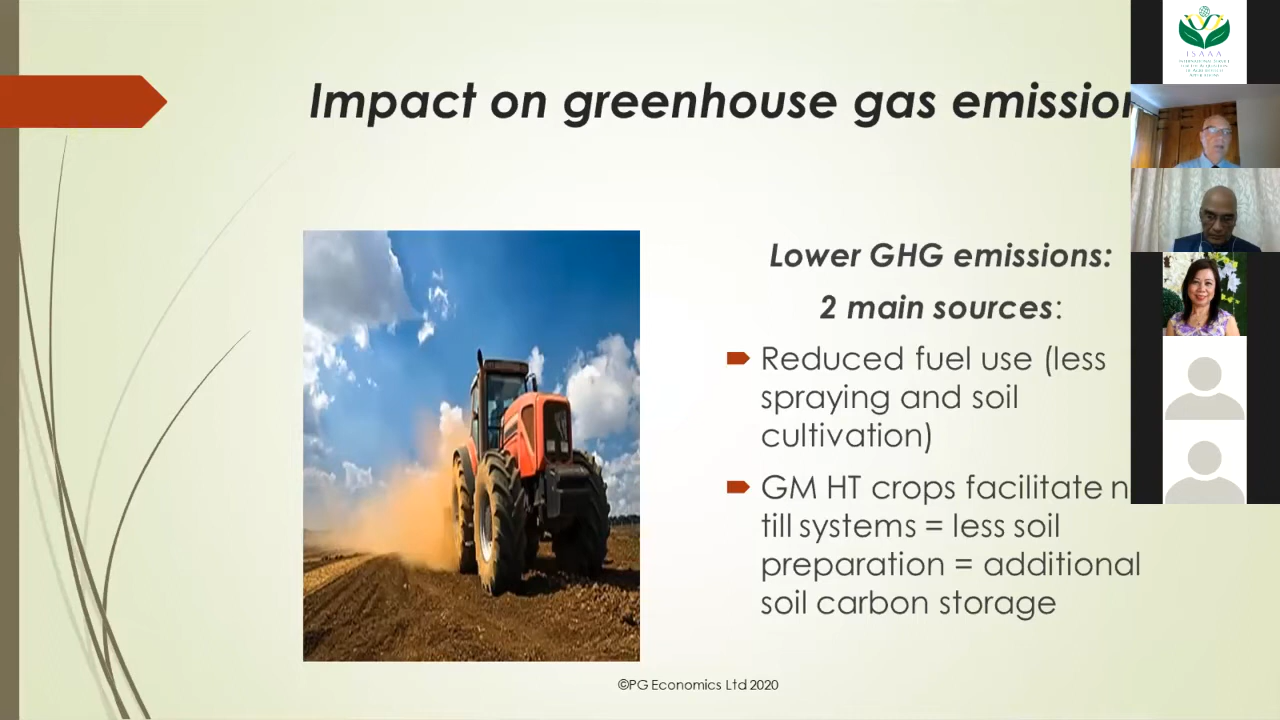 Impact on greenhouse gas emission
Lower GHG emissions:
2 main sources:
Reduced fuel use (less
spraying and soil
cultivation)
GM HT crops facilitate n
till systems = less soil
preparation = additional
soil carbon storage
©PG Economics Ltd 2020
ISAAA